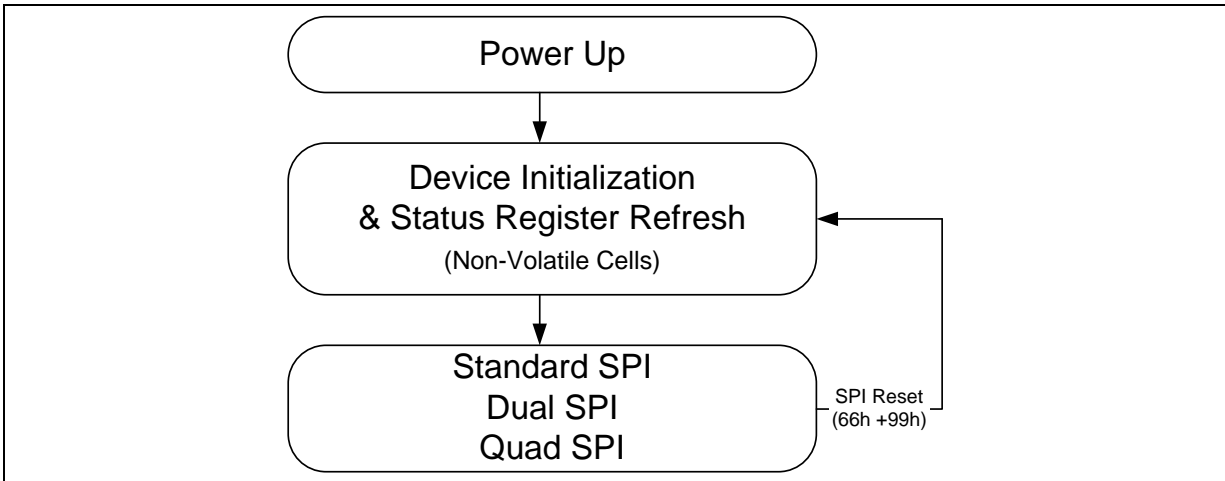 Power Up
Device Initialization
& Status Register Refresh
(Non-Volatile Cells)
Standard SPI
Dual SPI
Quad SPI
SPI Reset
(66h +99h)